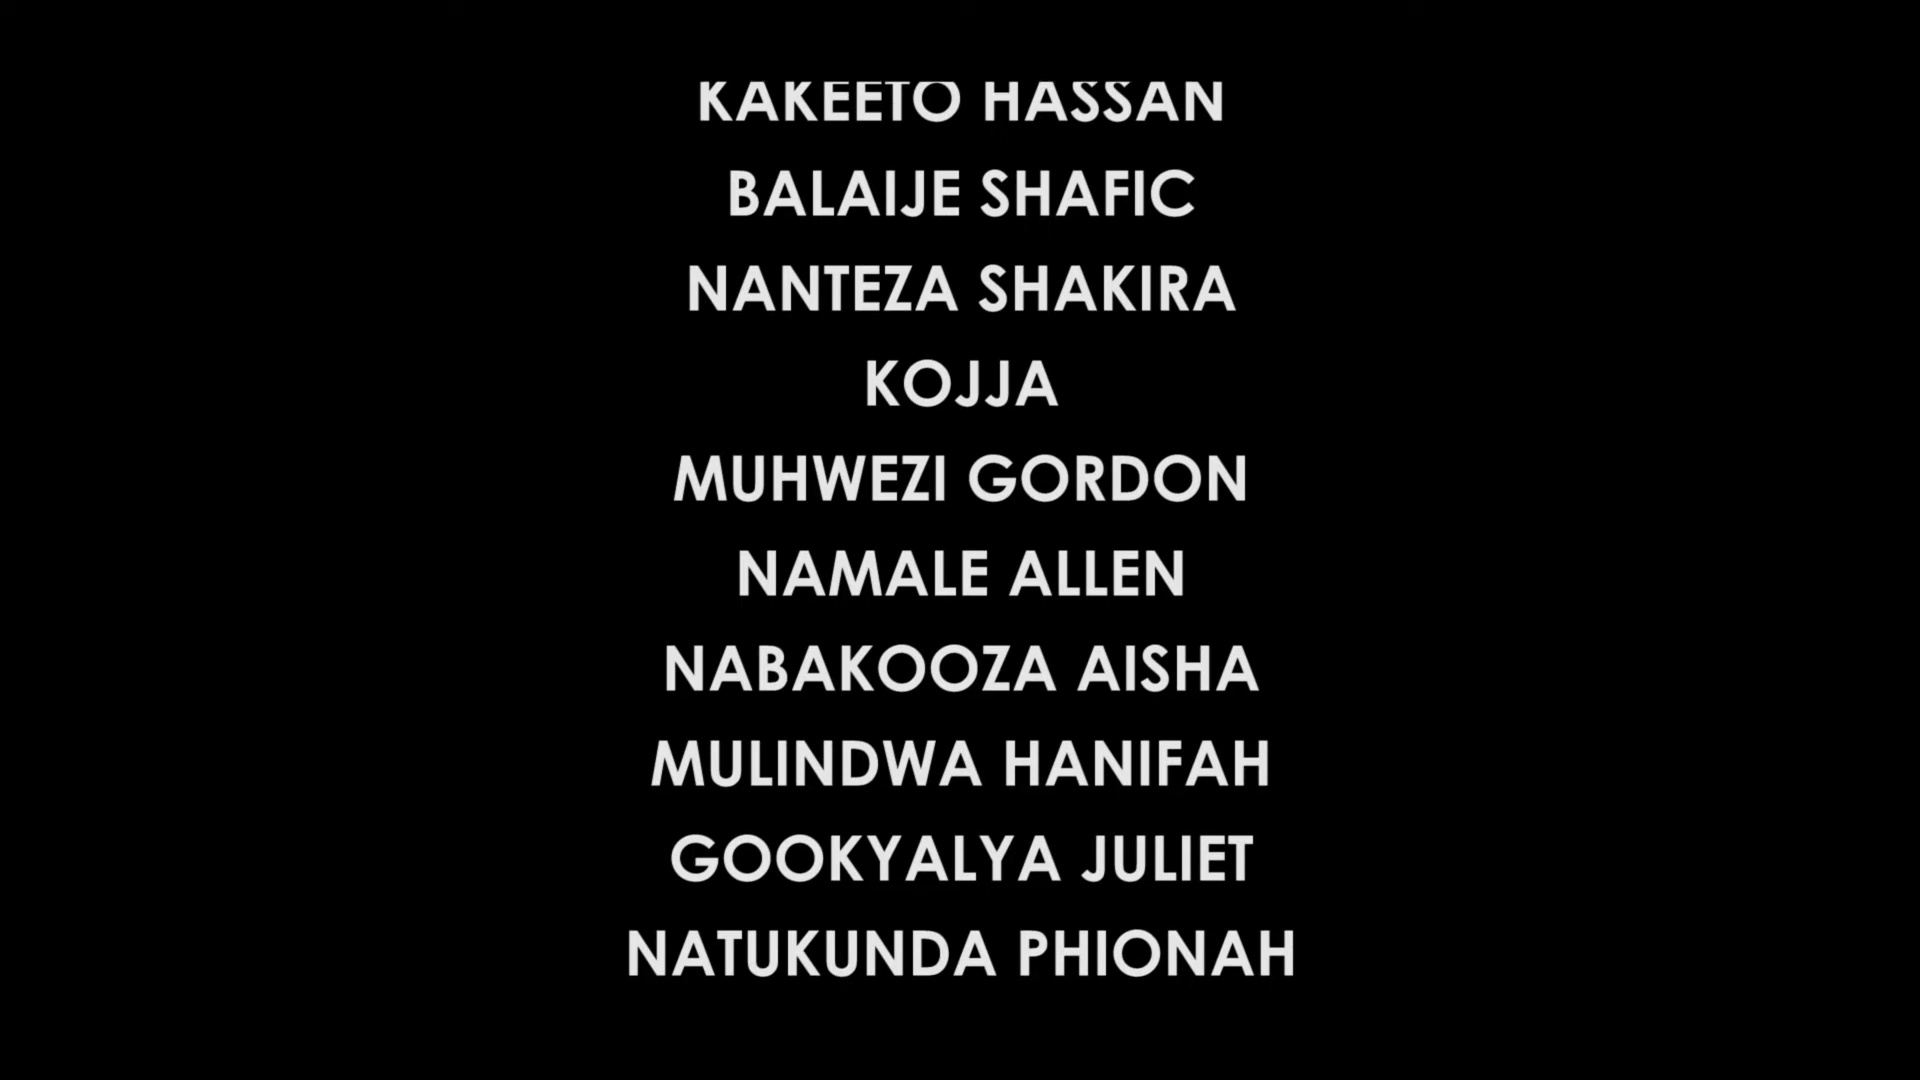 KAKEETO HASSAN
BALAIJE SHAFIC
NANTEZA SHAKIRA
KOJJA
MUHWEZI GORDON
NAMALE ALLEN
NABAKOOZA AISHA
MULINDWA HANIFAH
GOOKYALYA JULIET
NATUKUNDA PHIONAH